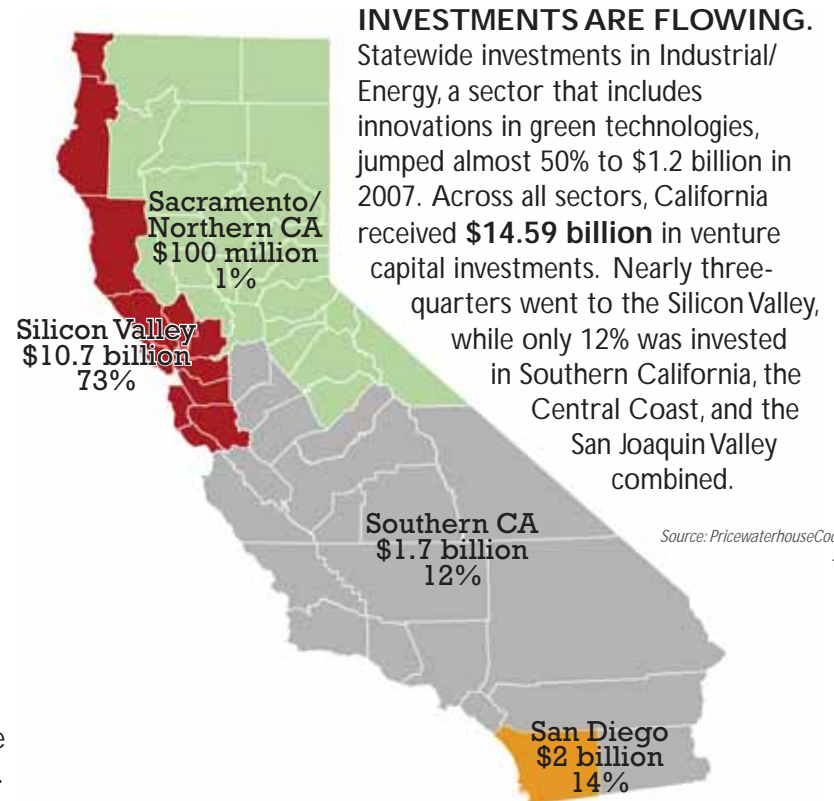 INVESTMENTS ARE FLOWING.
Statewide investments in Industrial/
Energy, a sector that includes
innovations in green technologies,
jumped almost 50% to $1.2 billion in
2007. Across all sectors, California
received $14.59 billion in venture
capital investments. Nearly three-
quarters went to the Silicon Valley,
while only 12% was invested
in Southern California, the
Central Coast, and the
San Joaquin Valley
combined.
Source:
Sacramento/
Northern CA
$100 million
1%
Silicon Valley
$10.7 billion
73%
Southern CA
$1.7 billion
12%
San Diego
$2 billion
14%